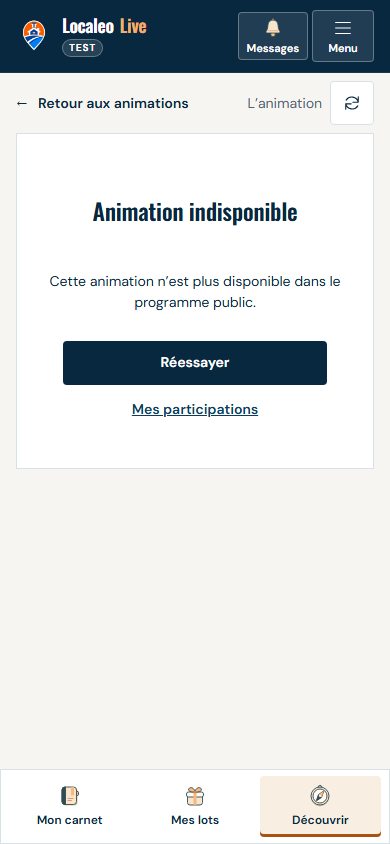 Localeo Live
TEST
Messages
Menu
← Retour aux animations
L’animation
Animation indisponible
Cette animation n’est plus disponible dans le
programme public.
Réessayer
Mes participations
Mon carnet
Mes lots
Découvrir